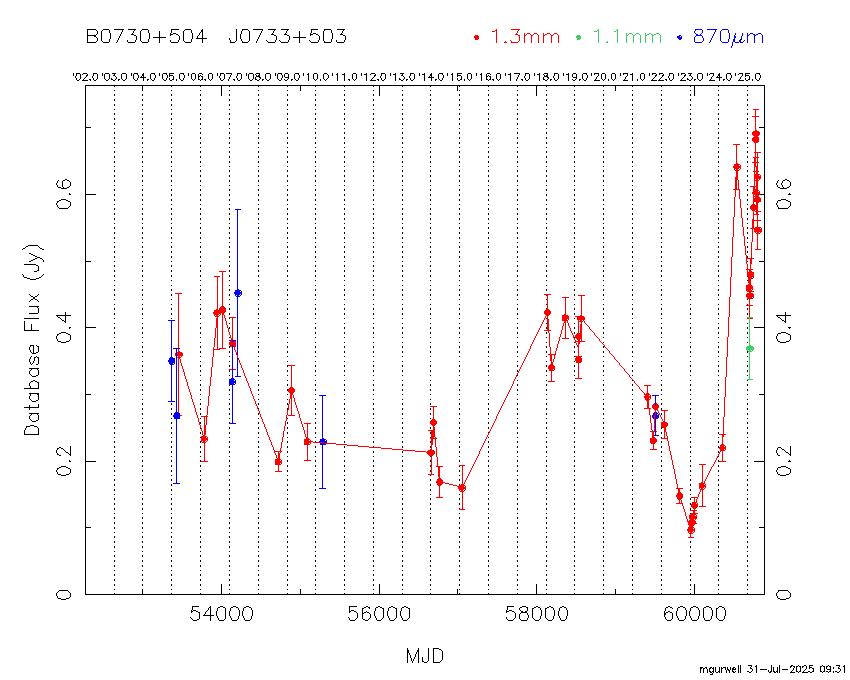 B0730+504 J0733+503 1.3mm 1.1mm 870μm
'02.0 '03.0 '04.0 '05.0 '06.0 '07.0 '08.0 '09.0 '10.0 '11.0 '12.0 '13.0 '14.0 '15.0 '16.0 '17.0 '18.0 '19.0 '20.0 '21.0 '22.0 '23.0 '24.0 '25.0
0.6 0.6
0.4 0.4
Database Flux (Jy)
0.2 0.2
0 0
54000 56000 58000 60000
MJD
mgurwell 31-Jul-2025 09:31